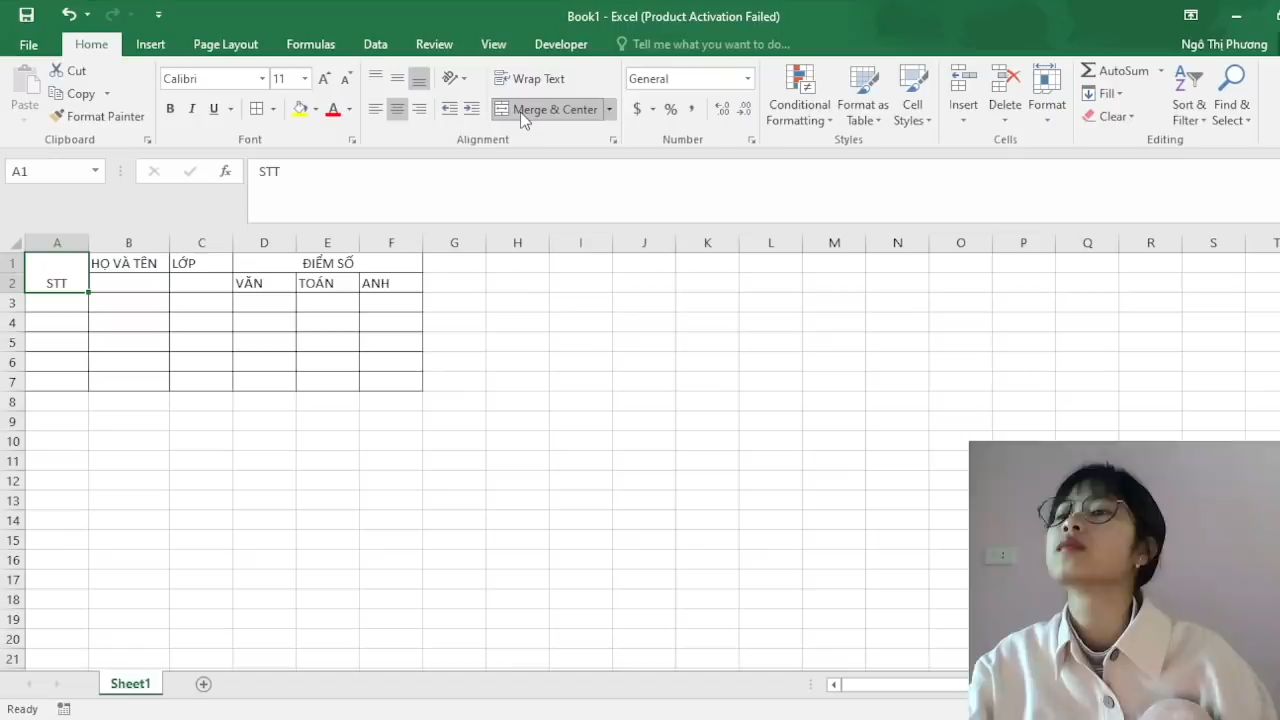 Book1 - Excel (Product Activation Failed)
File Home Insert Page Layout Formulas Data Review View Developer Tell me what you want to do... Ngô Thị Phương
Cut
Copy
Format Painter
Paste
Clipboard
Calibri 11
B I U
Font
Wrap Text
Merge & Center
Alignment
General
$ % ,
Number
Conditional Formatting
Format as Table
Cell Styles
Styles
Insert Delete Format
Cells
AutoSum
Fill
Clear
Sort & Filter
Find & Select
Editing
A1 fx STT
A B C D E F G H I J K L M N O P Q R S T
1 HỌ VÀ TÊN LỚP ĐIỂM SỐ
2 STT VĂN TOÁN ANH
3
4
5
6
7
8
9
10
11
12
13
14
15
16
17
18
19
20
21
Sheet1
Ready